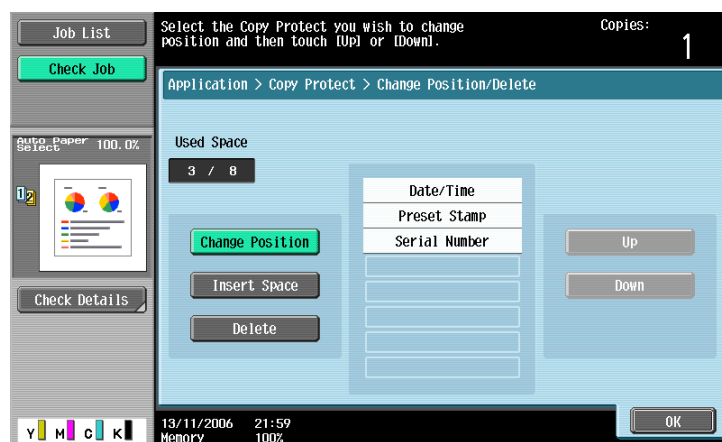 Job List
Check Job
Select the Copy Protect you wish to change
position and then touch [Up] or [Down].
Copies:
1
Application > Copy Protect > Change Position/Delete
Auto Paper
Select
100.0%
1 2
Used Space
3 / 8
Date/Time
Preset Stamp
Serial Number
Change Position
Insert Space
Delete
Up
Down
Check Details
OK
Y M C K
13/11/2006 21:59
Memory 100%